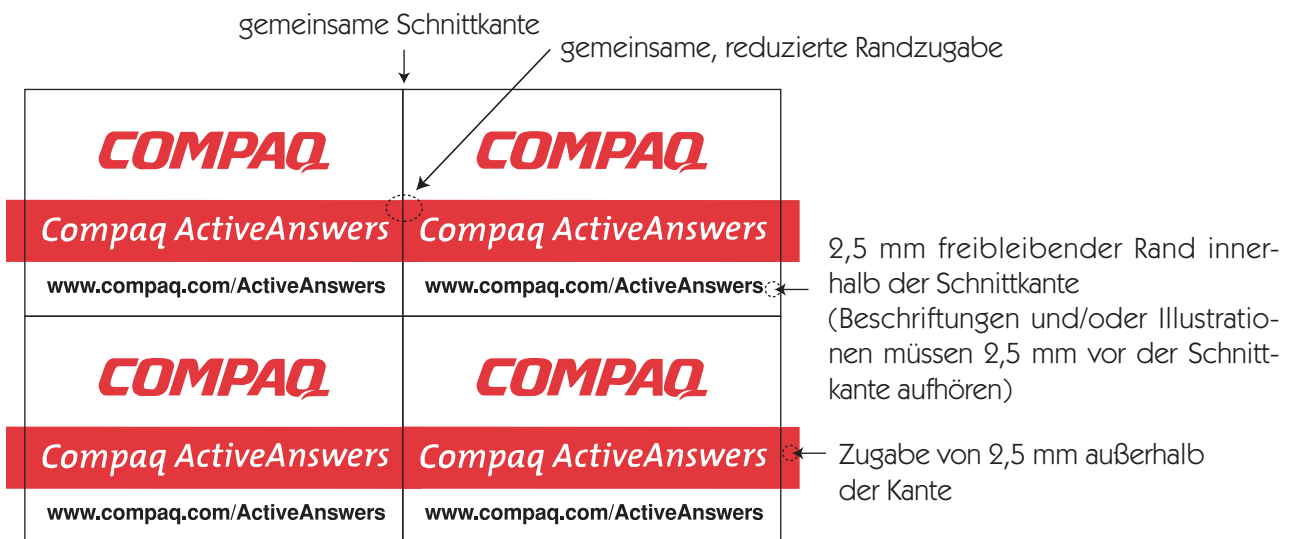 gemeinsame Schnittkante
gemeinsame, reduzierte Randzugabe
COMPAQ COMPAQ
Compaq ActiveAnswers Compaq ActiveAnswers
www.compaq.com/ActiveAnswers www.compaq.com/ActiveAnswers
2,5 mm freibleibender Rand inner-
halb der Schnittkante
(Beschriftungen und/oder Illustratio-
nen müssen 2,5 mm vor der Schnitt-
kante aufhören)
COMPAQ COMPAQ
Compaq ActiveAnswers Compaq ActiveAnswers
www.compaq.com/ActiveAnswers www.compaq.com/ActiveAnswers
Zugabe von 2,5 mm außerhalb
der Kante